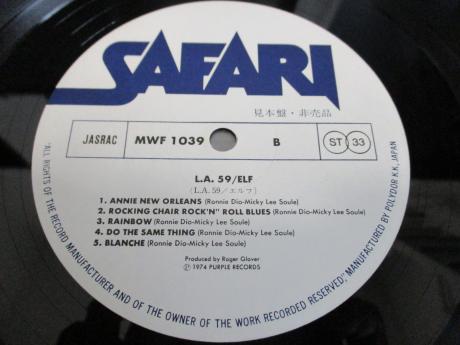 SAFARI
見本盤・非売品
JASRAC
MWF 1039
B
ST 33
L.A. 59/ELF
(L.A. 59/エルフ)
1. ANNIE NEW ORLEANS (Ronnie Dio-Micky Lee Soule)
2. ROCKING CHAIR ROCK'N" ROLL BLUES (Ronnie Dio-Micky Lee Soule)
3. RAINBOW (Ronnie Dio-Micky Lee Soule)
4. DO THE SAME THING (Ronnie Dio-Micky Lee Soule)
5. BLANCHE (Ronnie Dio-Micky Lee Soule)
Produced by Roger Glover
Ⓟ 1974 PURPLE RECORDS
"ALL RIGHTS OF THE RECORD MANUFACTURER AND OF THE OWNER OF THE WORK RECORDED RESERVED," MANUFACTURED BY POLYDOR K.K., JAPAN